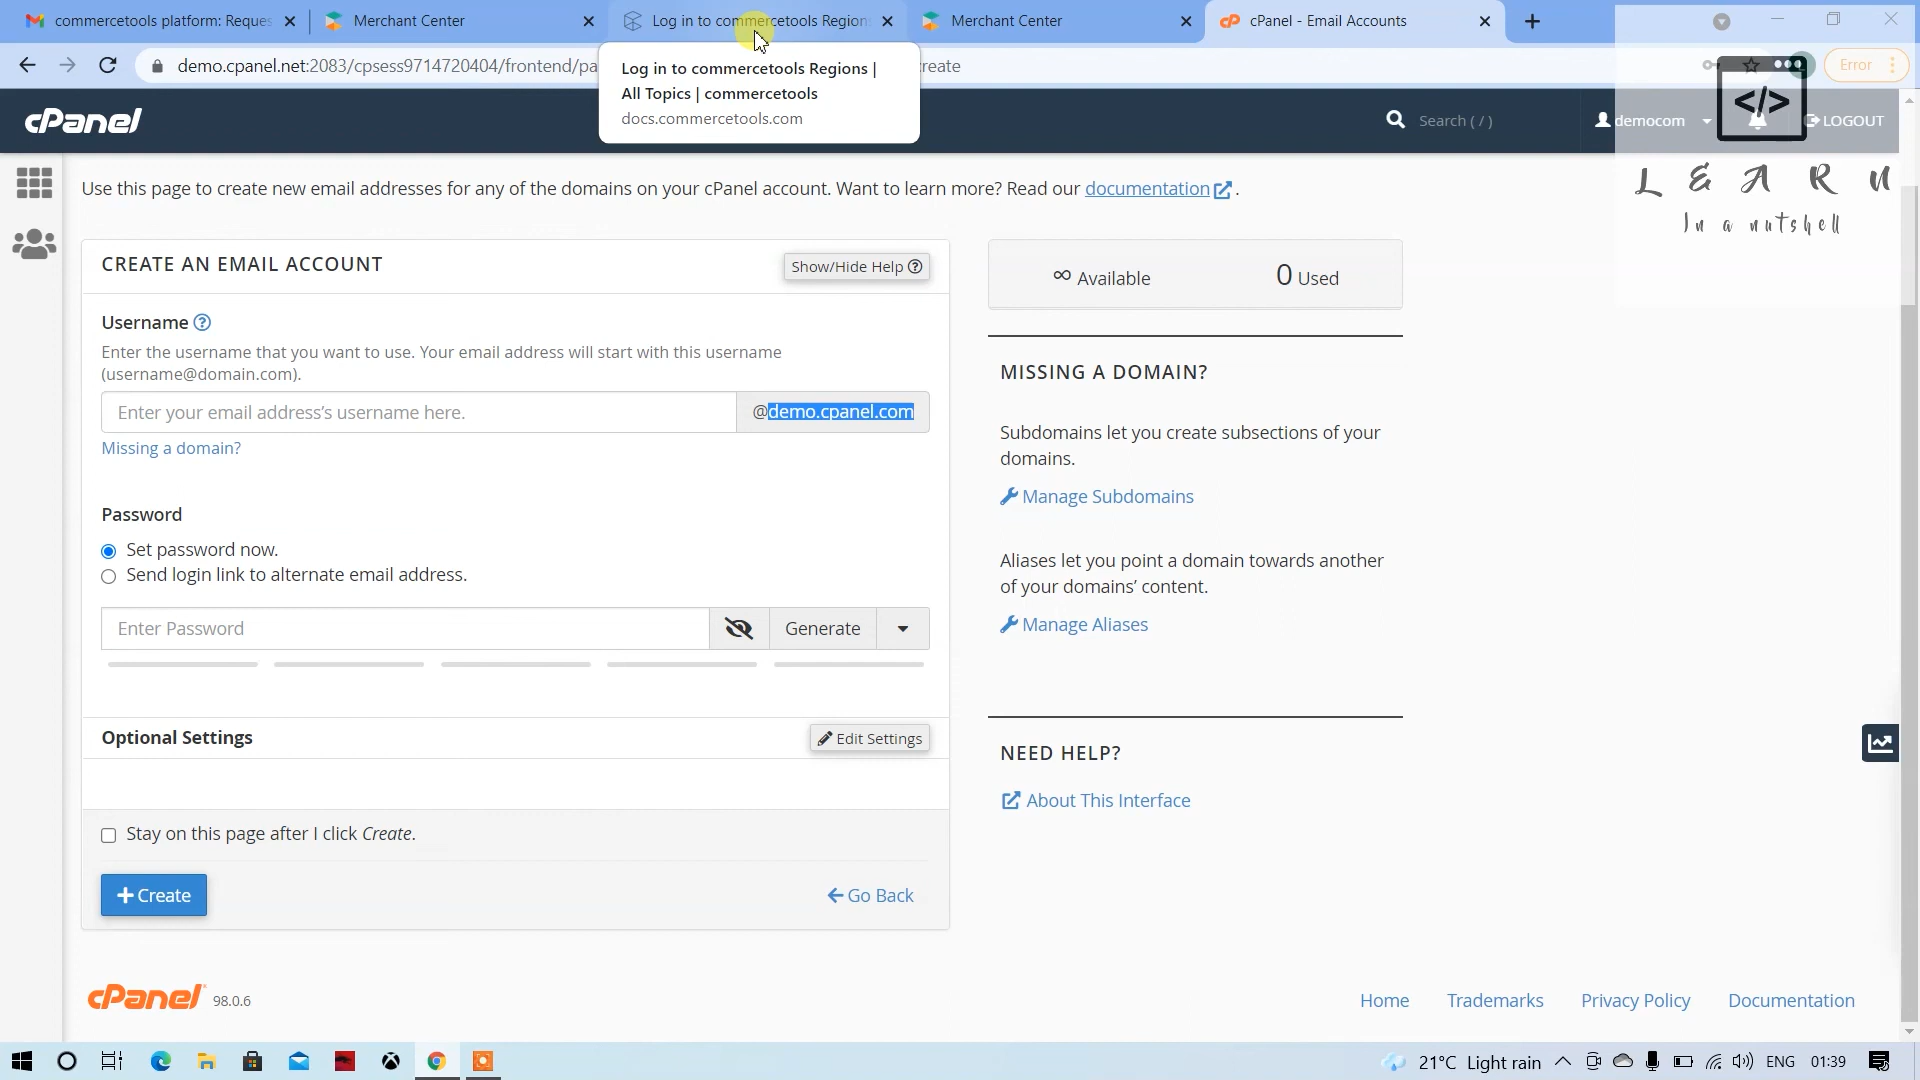 commercetools platform: Reques
Merchant Center
Log in to commercetools Region
Merchant Center
cPanel - Email Accounts
demo.cpanel.net:2083/cpsess9714720404/frontend/pa
create
Error
Log in to commercetools Regions |
All Topics | commercetools
docs.commercetools.com
cPanel
Search ( / )
democom
LOGOUT
</>
LEARN
In a nutshell
Use this page to create new email addresses for any of the domains on your cPanel account. Want to learn more? Read our documentation .
CREATE AN EMAIL ACCOUNT
Show/Hide Help
Username
Enter the username that you want to use. Your email address will start with this username
(username@domain.com).
Enter your email address's username here.
@demo.cpanel.com
Missing a domain?
Password
Set password now.
Send login link to alternate email address.
Enter Password
Generate
Optional Settings
Edit Settings
Stay on this page after I click Create.
+ Create
Go Back
∞ Available
0 Used
MISSING A DOMAIN?
Subdomains let you create subsections of your
domains.
Manage Subdomains
Aliases let you point a domain towards another
of your domains' content.
Manage Aliases
NEED HELP?
About This Interface
cPanel 98.0.6
Home
Trademarks
Privacy Policy
Documentation
21°C Light rain
ENG
01:39